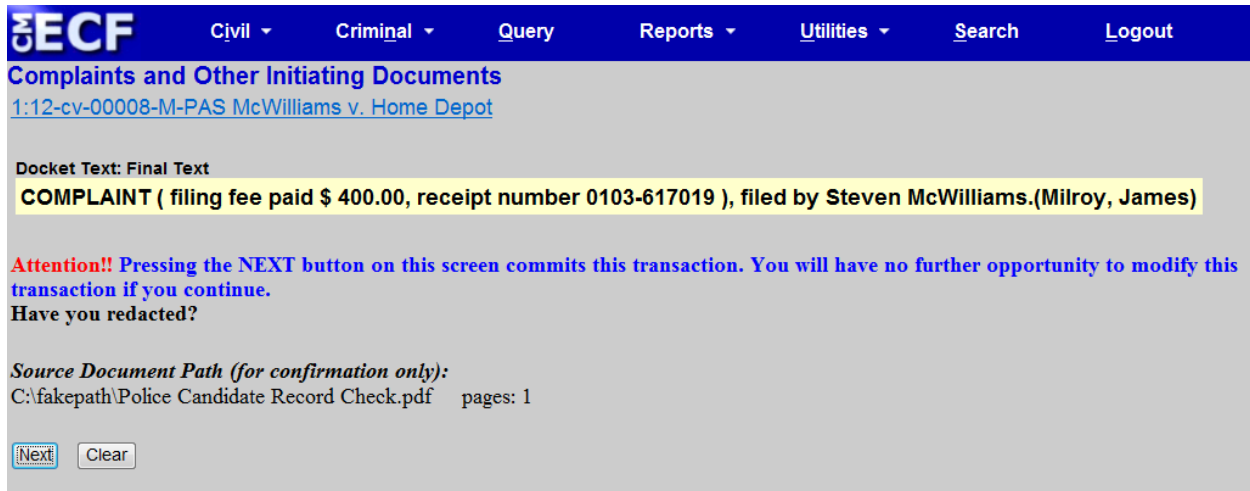 CM ECF Civil Criminal Query Reports Utilities Search Logout
Complaints and Other Initiating Documents
1:12-cv-00008-M-PAS McWilliams v. Home Depot
Docket Text: Final Text
COMPLAINT ( filing fee paid $ 400.00, receipt number 0103-617019 ), filed by Steven McWilliams.(Milroy, James)
Attention!! Pressing the NEXT button on this screen commits this transaction. You will have no further opportunity to modify this
transaction if you continue.
Have you redacted?
Source Document Path (for confirmation only):
C:\fakepath\Police Candidate Record Check.pdf pages: 1
Next Clear